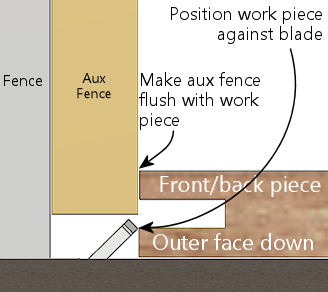 Position work piece
against blade
Fence
Aux
Fence
Make aux fence
flush with work
piece
Front/back piece
Outer face down